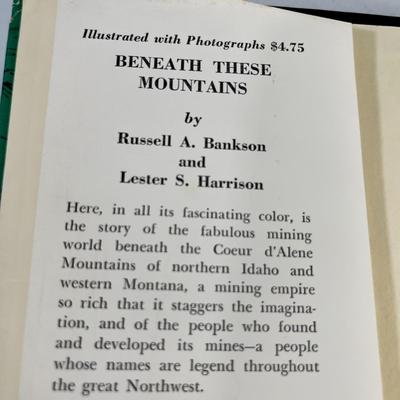 Illustrated with Photographs $4.75
BENEATH THESE
MOUNTAINS
by
Russell A. Bankson
and
Lester S. Harrison
Here, in all its fascinating color, is
the story of the fabulous mining
world beneath the Coeur d'Alene
Mountains of northern Idaho and
western Montana, a mining empire
so rich that it staggers the imagina-
tion, and of the people who found
and developed its mines—a people
whose names are legend throughout
the great Northwest.